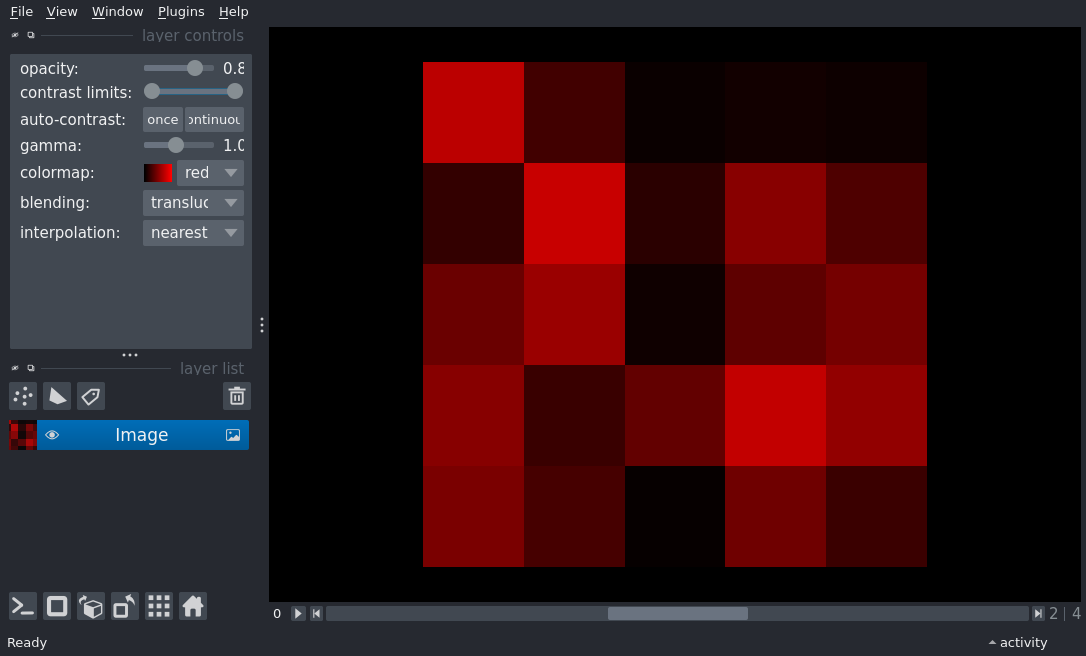 File View Window Plugins Help
layer controls
opacity: 0.8
contrast limits:
auto-contrast: once ontinuou
gamma: 1.0
colormap: red
blending: transluc
interpolation: nearest
layer list
Image
0 2 | 4
Ready activity